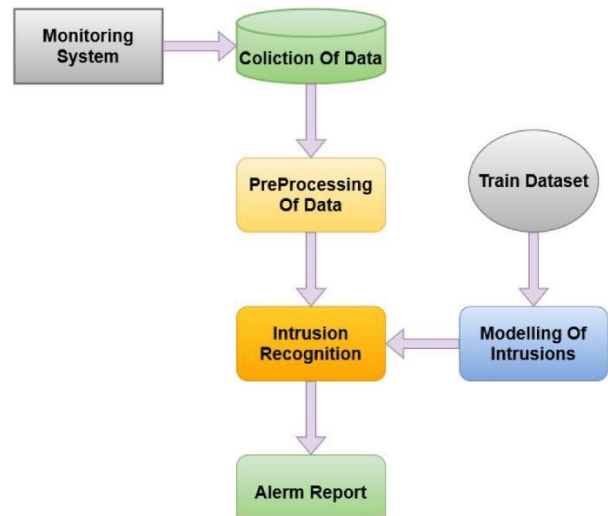 Monitoring
System
Coliction Of Data
PreProcessing
Of Data
Train Dataset
Intrusion
Recognition
Modelling Of
Intrusions
Alerm Report